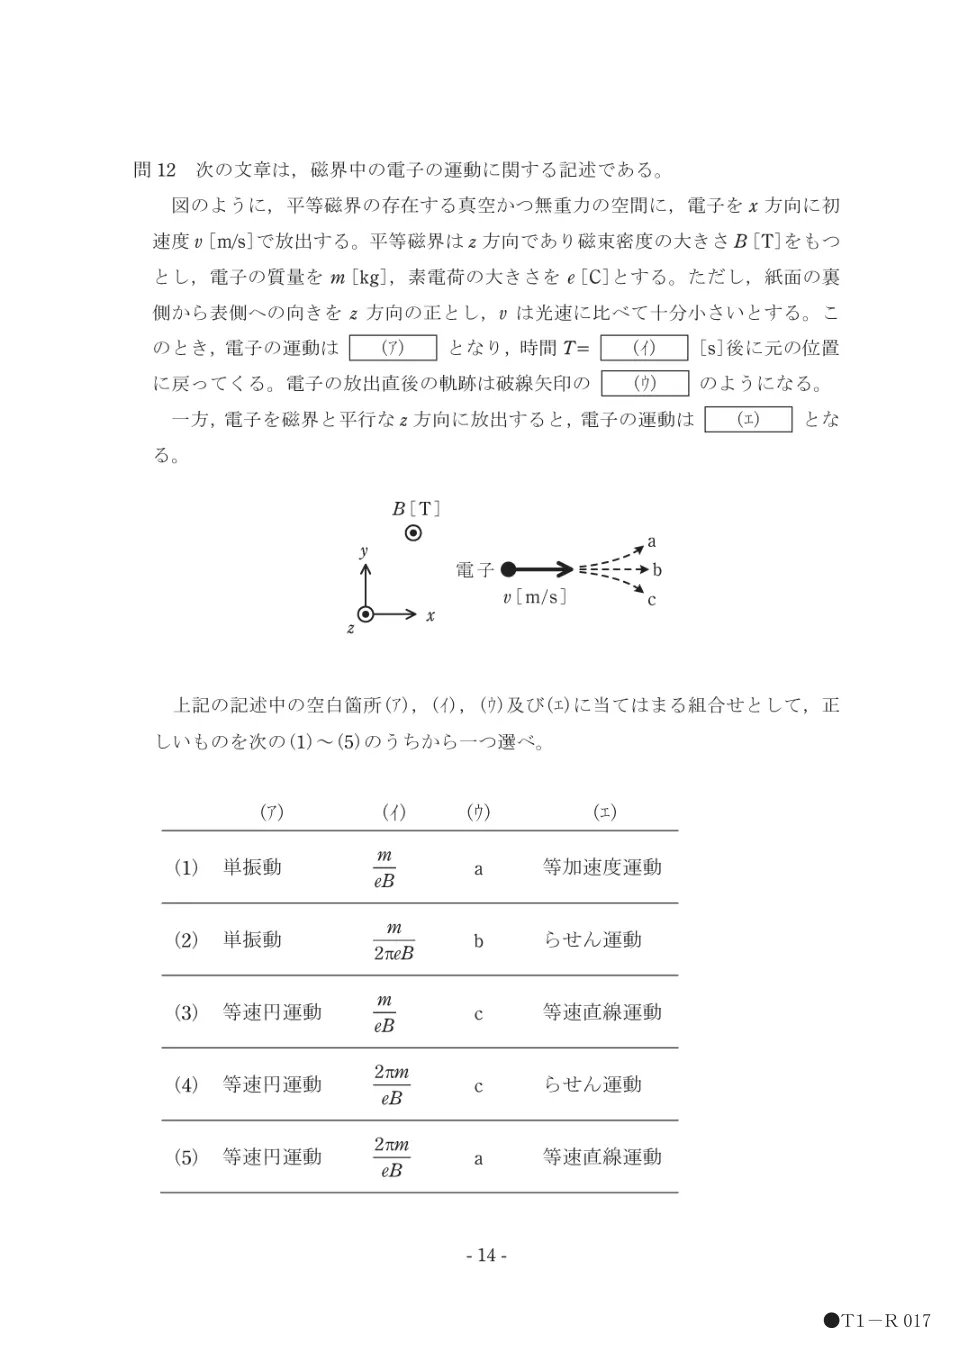 問12　次の文章は，磁界中の電子の運動に関する記述である。
図のように，平等磁界の存在する真空かつ無重力の空間に，電子を x 方向に初
速度 v [m/s]で放出する。平等磁界は z 方向であり磁束密度の大きさ B [T]をもつ
とし，電子の質量を m [kg]，素電荷の大きさを e [C]とする。ただし，紙面の裏
側から表側への向きを z 方向の正とし，v は光速に比べて十分小さいとする。こ
のとき，電子の運動は (ア) となり，時間 T= (イ) [s]後に元の位置
に戻ってくる。電子の放出直後の軌跡は破線矢印の (ウ) のようになる。
一方，電子を磁界と平行な z 方向に放出すると，電子の運動は (エ) とな
る。
B [T]
y
電子
a
b
v [m/s]
c
x
z
上記の記述中の空白箇所(ア)，(イ)，(ウ)及び(エ)に当てはまる組合せとして，正
しいものを次の(1)～(5)のうちから一つ選べ。
(ア) (イ) (ウ) (エ)
(1) 単振動 m/eB a 等加速度運動
(2) 単振動 m/2πeB b らせん運動
(3) 等速円運動 m/eB c 等速直線運動
(4) 等速円運動 2πm/eB c らせん運動
(5) 等速円運動 2πm/eB a 等速直線運動
- 14 -
●T1－R 017